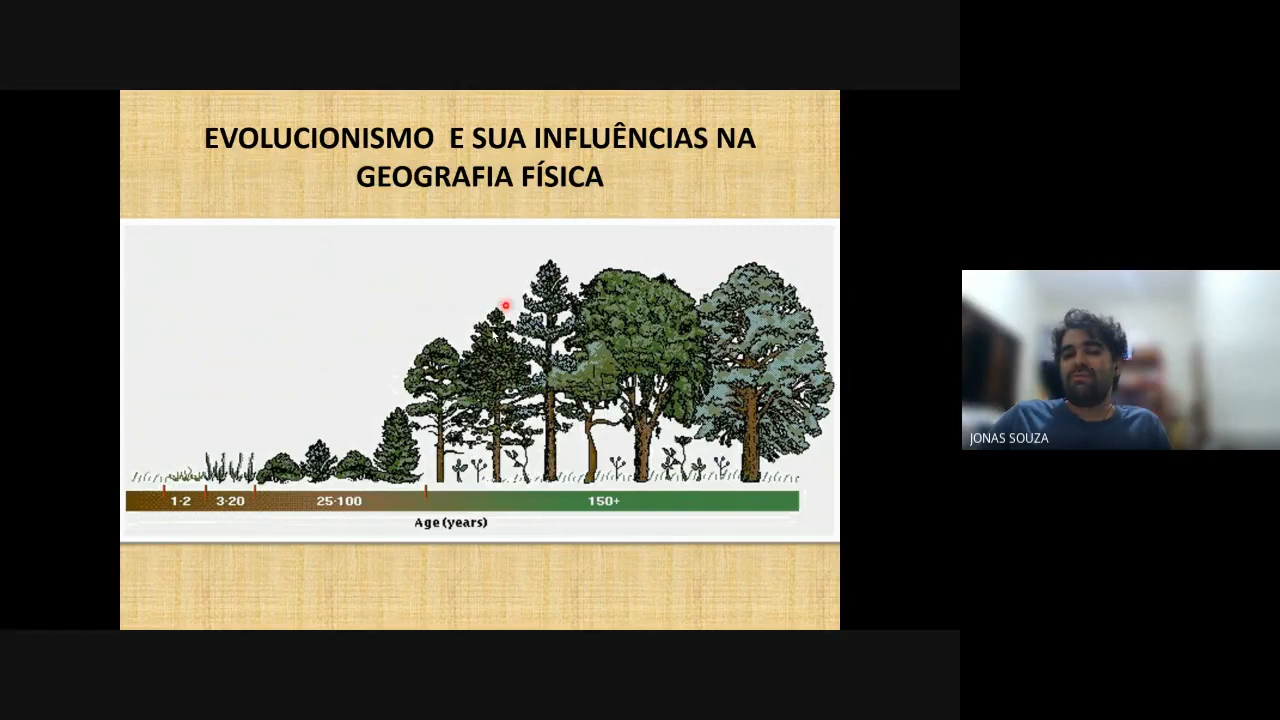 EVOLUCIONISMO E SUA INFLUÊNCIAS NA
GEOGRAFIA FÍSICA
1-2 3-20 25-100 150+
Age (years)
JONAS SOUZA